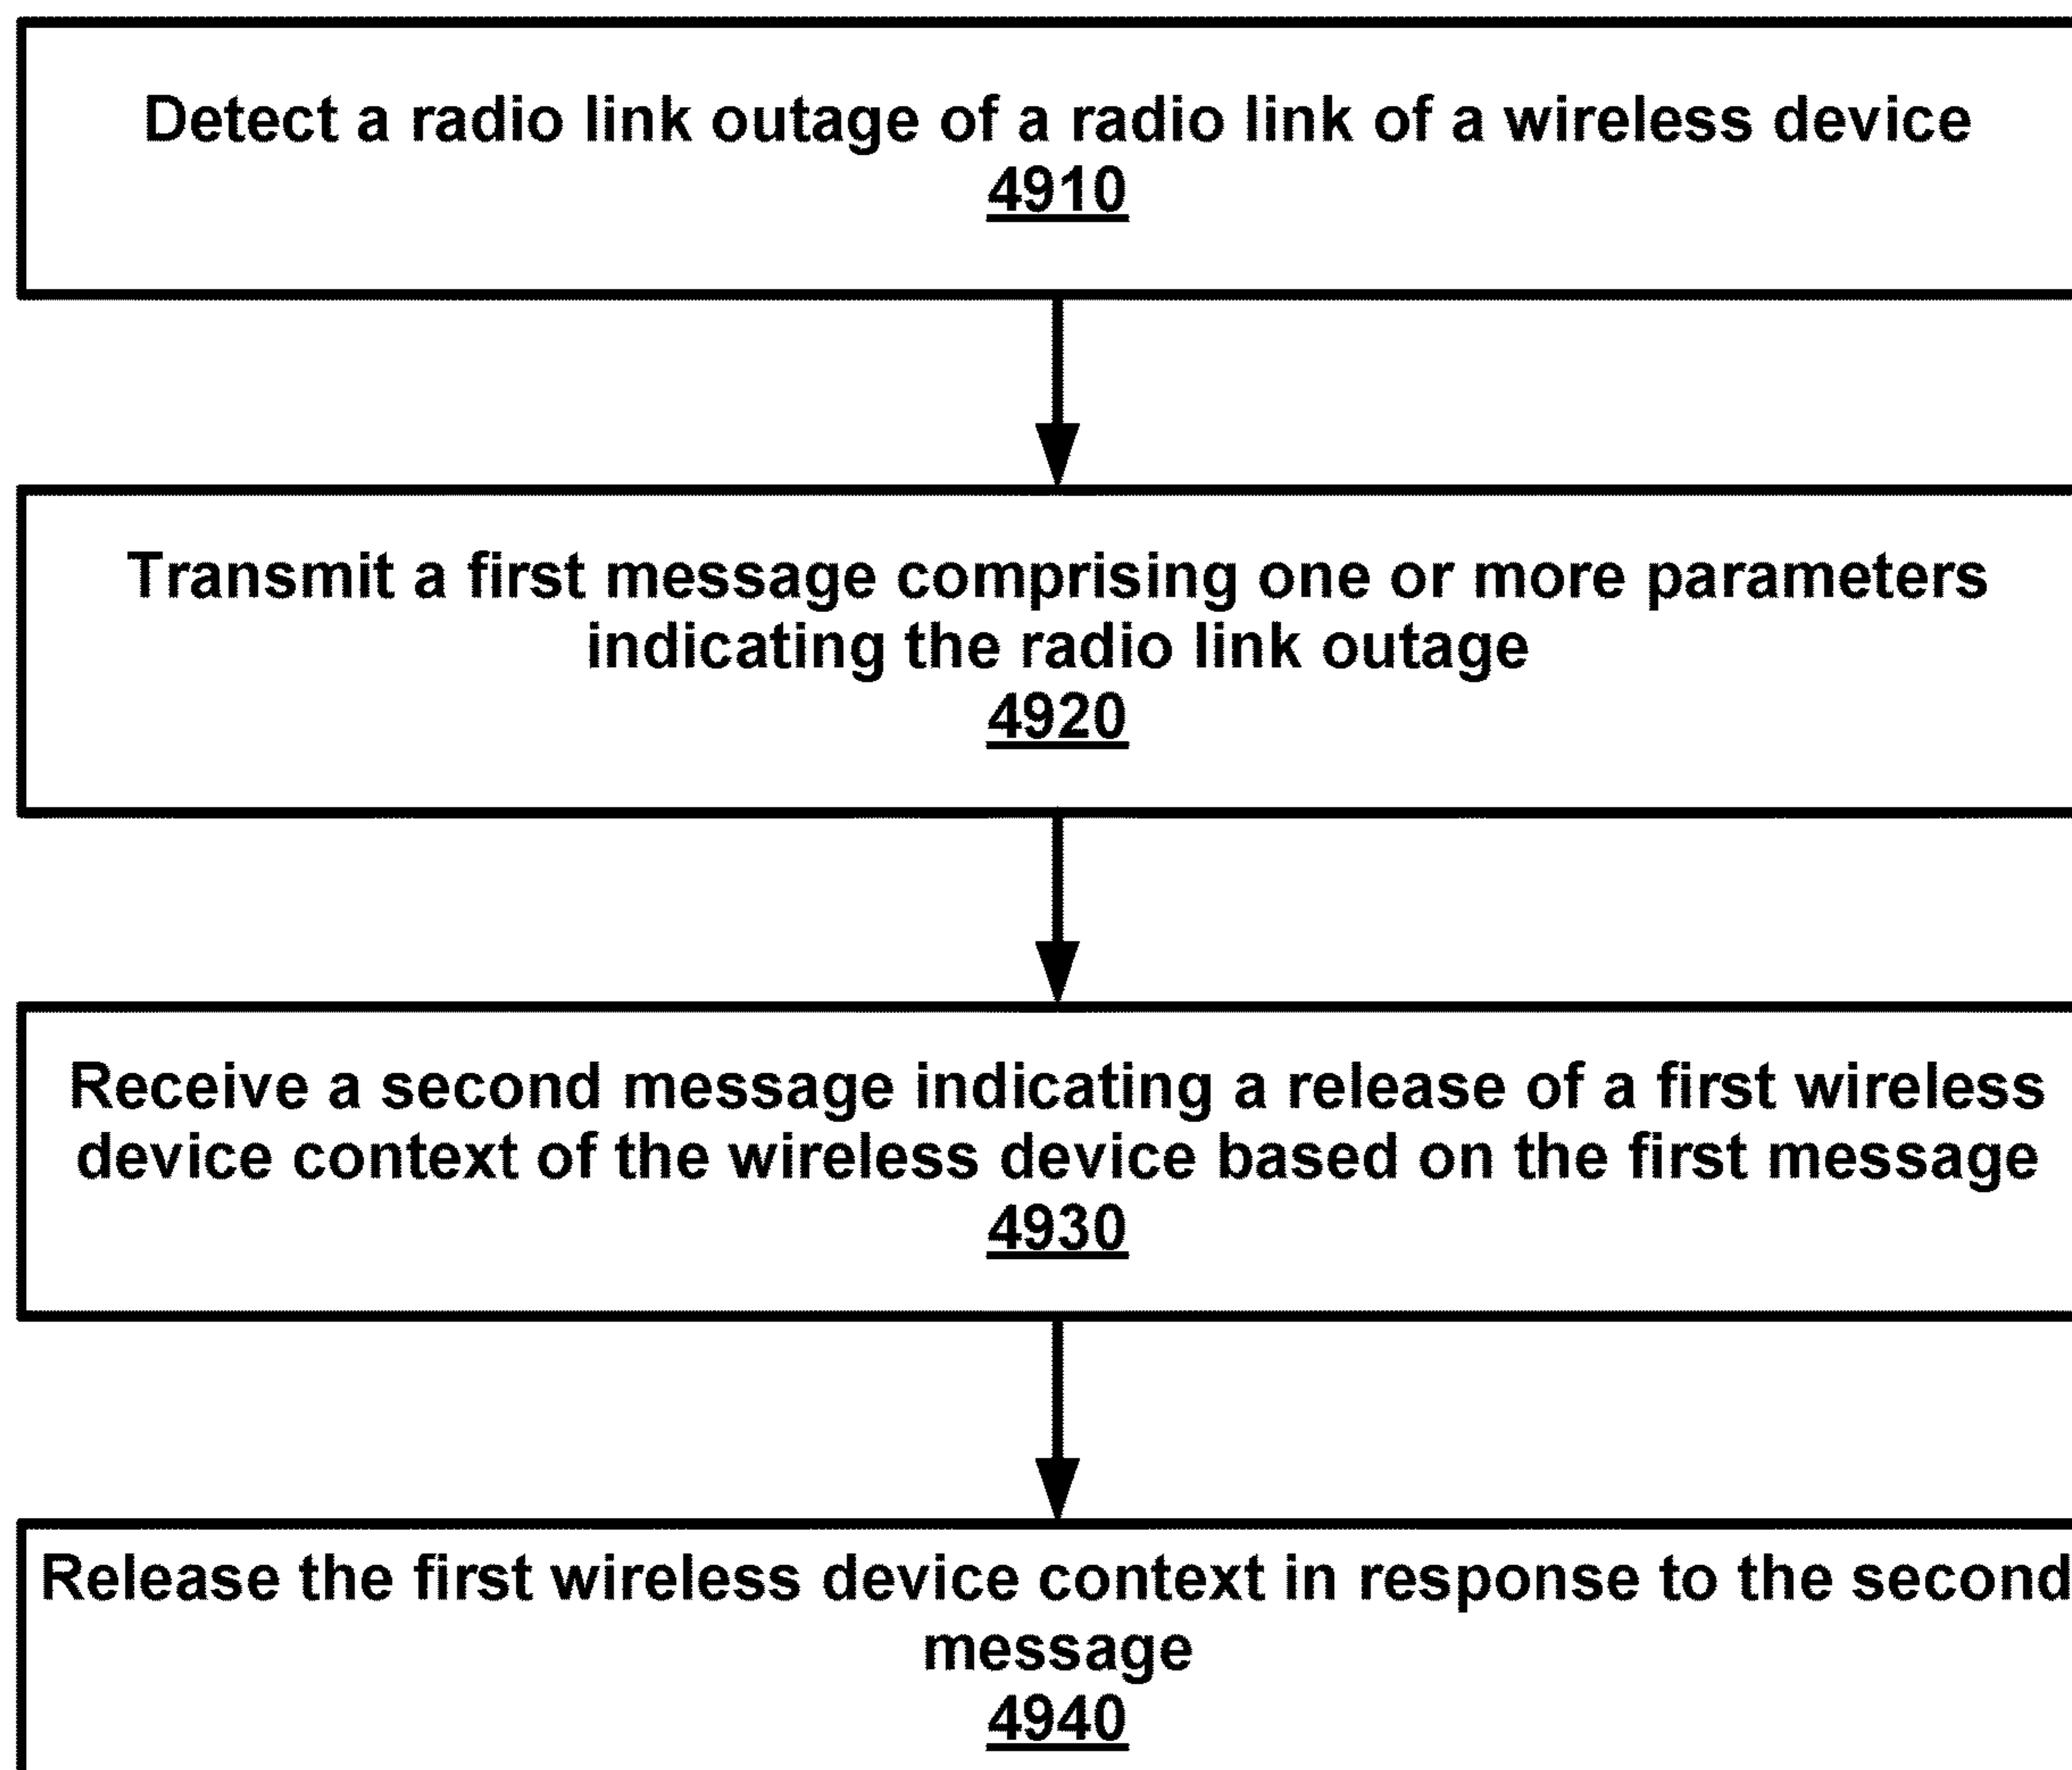 Detect a radio link outage of a radio link of a wireless device
4910
Transmit a first message comprising one or more parameters
indicating the radio link outage
4920
Receive a second message indicating a release of a first wireless
device context of the wireless device based on the first message
4930
Release the first wireless device context in response to the second
message
4940